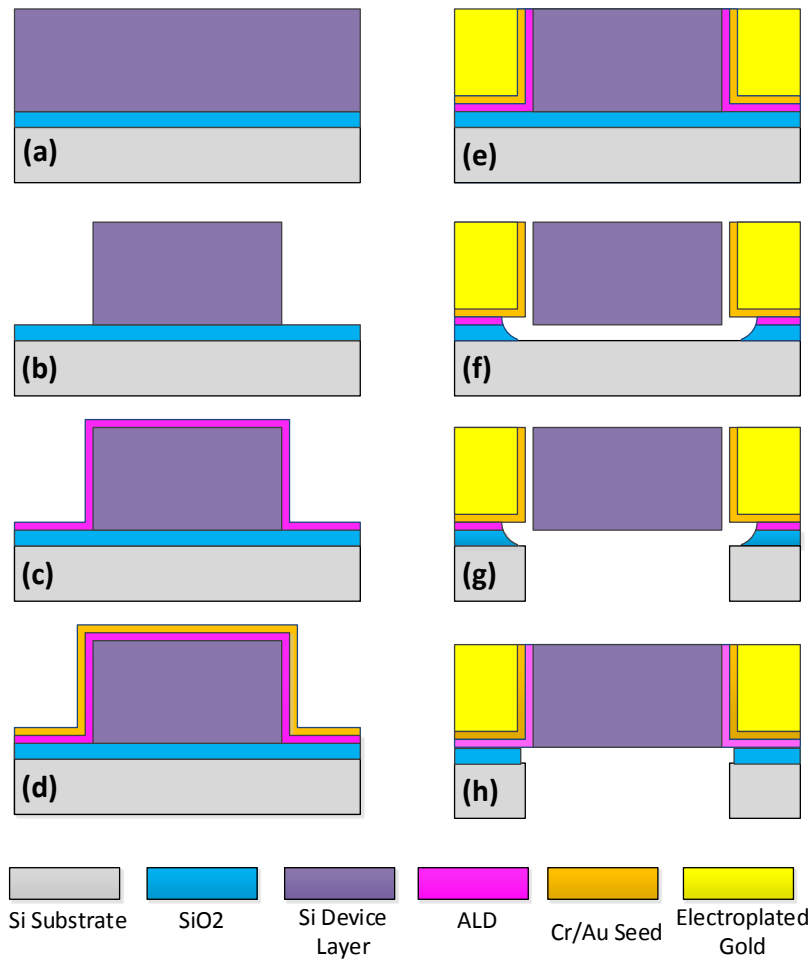 (a)
(b)
(c)
(d)
(e)
(f)
(g)
(h)
Si Substrate
SiO2
Si Device
Layer
ALD
Cr/Au Seed
Electroplated
Gold